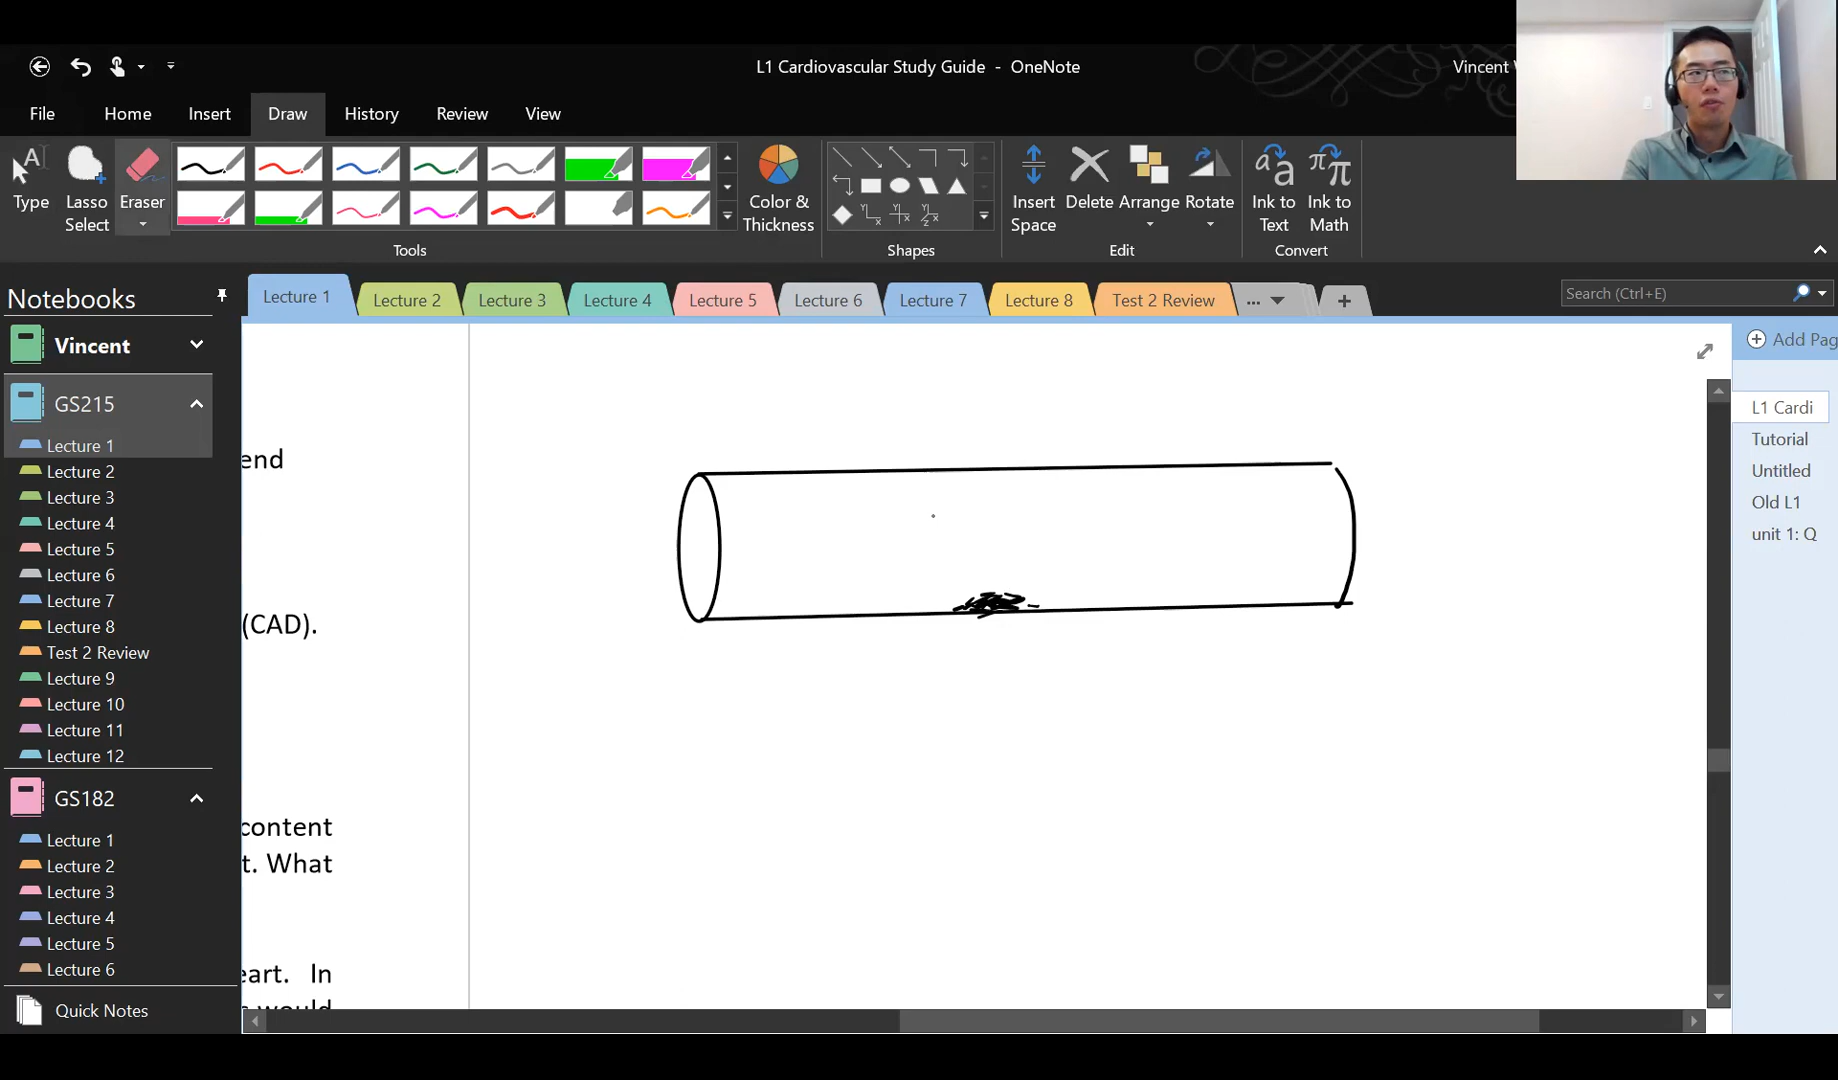 L1 Cardiovascular Study Guide - OneNote
Vincent
File Home Insert Draw History Review View
Type
Lasso Select
Eraser
Color & Thickness
Insert Space
Delete
Arrange
Rotate
Ink to Text
Ink to Math
Tools
Shapes
Edit
Convert
Notebooks
Lecture 1 Lecture 2 Lecture 3 Lecture 4 Lecture 5 Lecture 6 Lecture 7 Lecture 8 Test 2 Review ...
Search (Ctrl+E)
Vincent
GS215
Lecture 1
Lecture 2
Lecture 3
Lecture 4
Lecture 5
Lecture 6
Lecture 7
Lecture 8
Test 2 Review
Lecture 9
Lecture 10
Lecture 11
Lecture 12
GS182
Lecture 1
Lecture 2
Lecture 3
Lecture 4
Lecture 5
Lecture 6
Quick Notes
end
(CAD).
content
t. What
eart. In
would
Add Pag
L1 Cardi
Tutorial
Untitled
Old L1
unit 1: Q